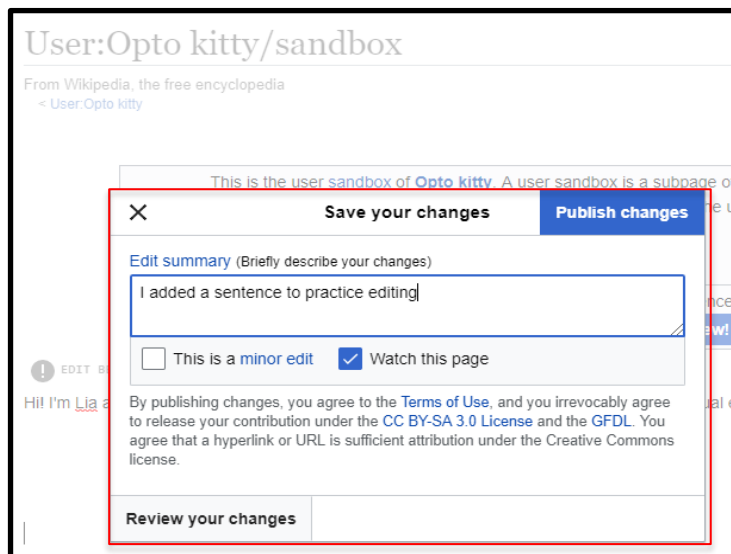 User:Opto kitty/sandbox
From Wikipedia, the free encyclopedia
< User:Opto kitty
This is the user sandbox of Opto kitty. A user sandbox is a subpage o
Save your changes
Publish changes
Edit summary (Briefly describe your changes)
I added a sentence to practice editing
This is a minor edit
Watch this page
EDIT
Hi! I'm Lia
By publishing changes, you agree to the Terms of Use, and you irrevocably agree
to release your contribution under the CC BY-SA 3.0 License and the GFDL. You
agree that a hyperlink or URL is sufficient attribution under the Creative Commons
license.
Review your changes